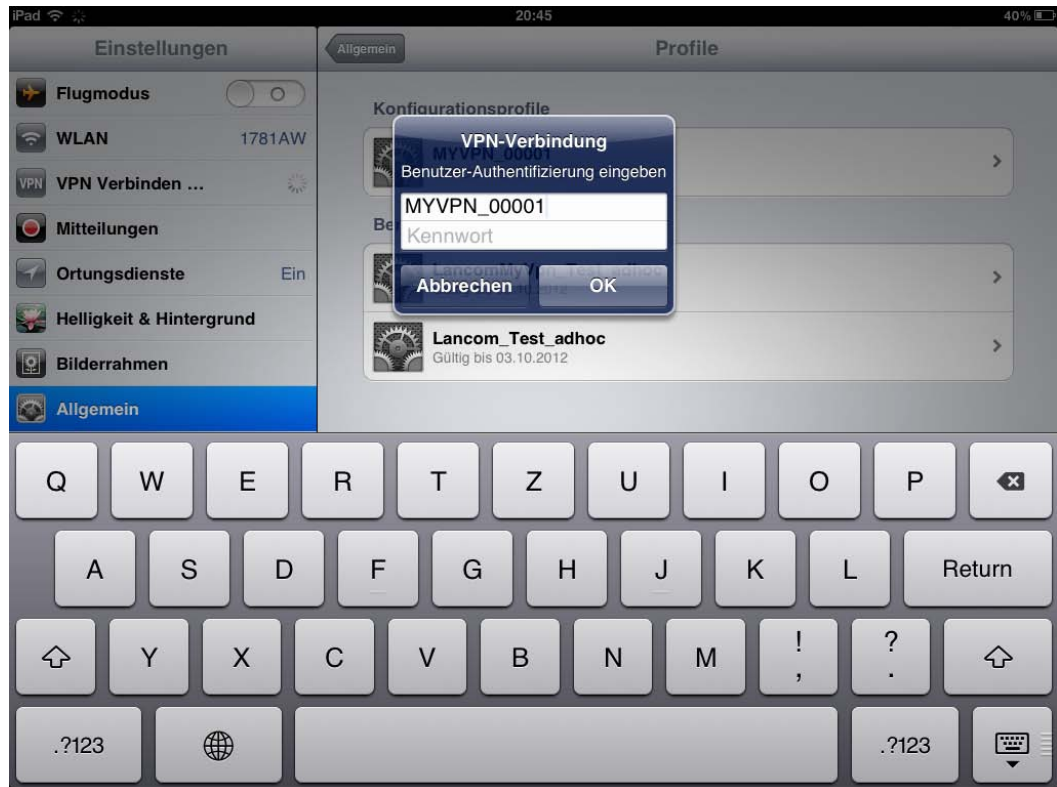 iPad 20:45 40%
Einstellungen
Allgemein
Profile
Flugmodus
WLAN 1781AW
VPN VPN Verbinden ...
Mitteilungen
Ortungsdienste Ein
Helligkeit & Hintergrund
Bilderrahmen
Allgemein
Konfigurationsprofile
MYVPN_00001
VPN-Verbindung
Benutzer-Authentifizierung eingeben
MYVPN_00001
Kennwort
Abbrechen OK
LancomMyVpn_Test_adhoc
Lancom_Test_adhoc
Gültig bis 03.10.2012
Q W E R T Z U I O P
A S D F G H J K L Return
Y X C V B N M ! , ? .
.?123 .?123